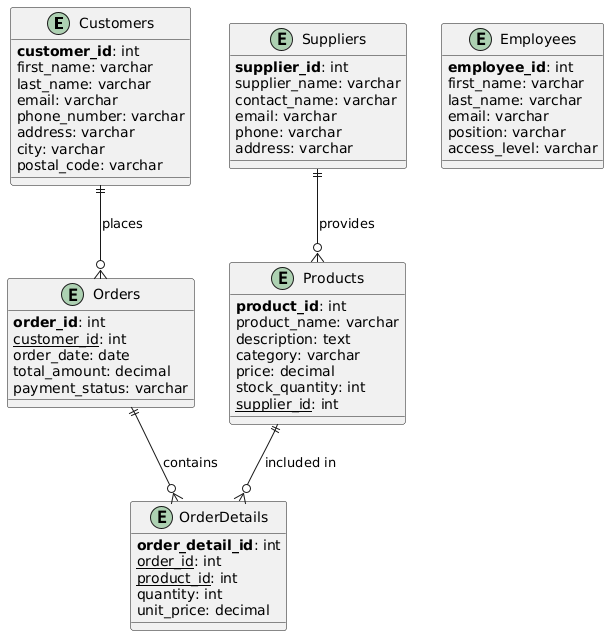 E Customers
customer_id: int
first_name: varchar
last_name: varchar
email: varchar
phone_number: varchar
address: varchar
city: varchar
postal_code: varchar
E Suppliers
supplier_id: int
supplier_name: varchar
contact_name: varchar
email: varchar
phone: varchar
address: varchar
E Employees
employee_id: int
first_name: varchar
last_name: varchar
email: varchar
position: varchar
access_level: varchar
places
provides
E Orders
order_id: int
customer_id: int
order_date: date
total_amount: decimal
payment_status: varchar
E Products
product_id: int
product_name: varchar
description: text
category: varchar
price: decimal
stock_quantity: int
supplier_id: int
contains
included in
E OrderDetails
order_detail_id: int
order_id: int
product_id: int
quantity: int
unit_price: decimal